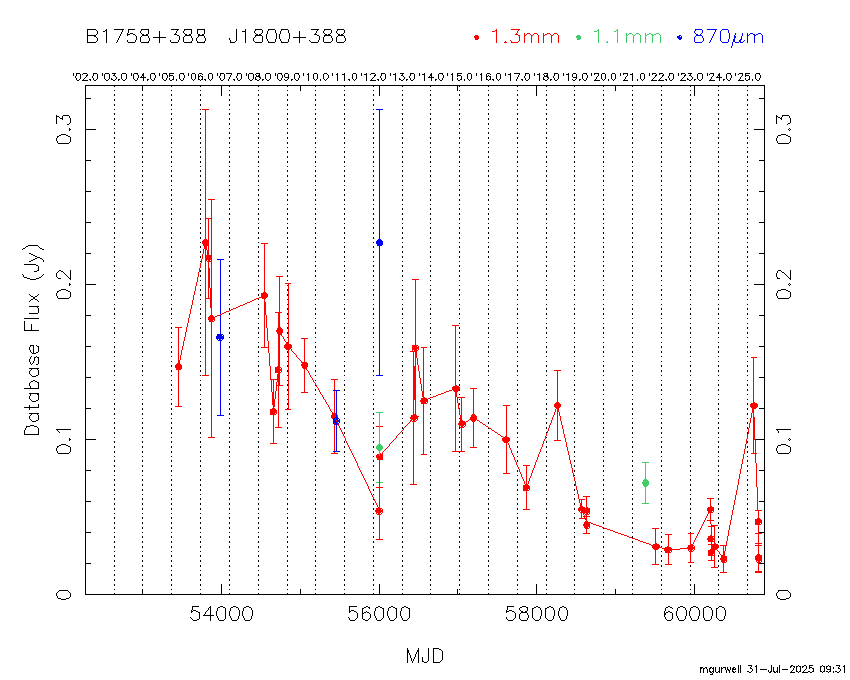 B1758+388 J1800+388 1.3mm 1.1mm 870μm
'02.0 '03.0 '04.0 '05.0 '06.0 '07.0 '08.0 '09.0 '10.0 '11.0 '12.0 '13.0 '14.0 '15.0 '16.0 '17.0 '18.0 '19.0 '20.0 '21.0 '22.0 '23.0 '24.0 '25.0
0.3 0.3
0.2 0.2
Database Flux (Jy)
0.1 0.1
0 0
54000 56000 58000 60000
MJD
mgurwell 31-Jul-2025 09:31